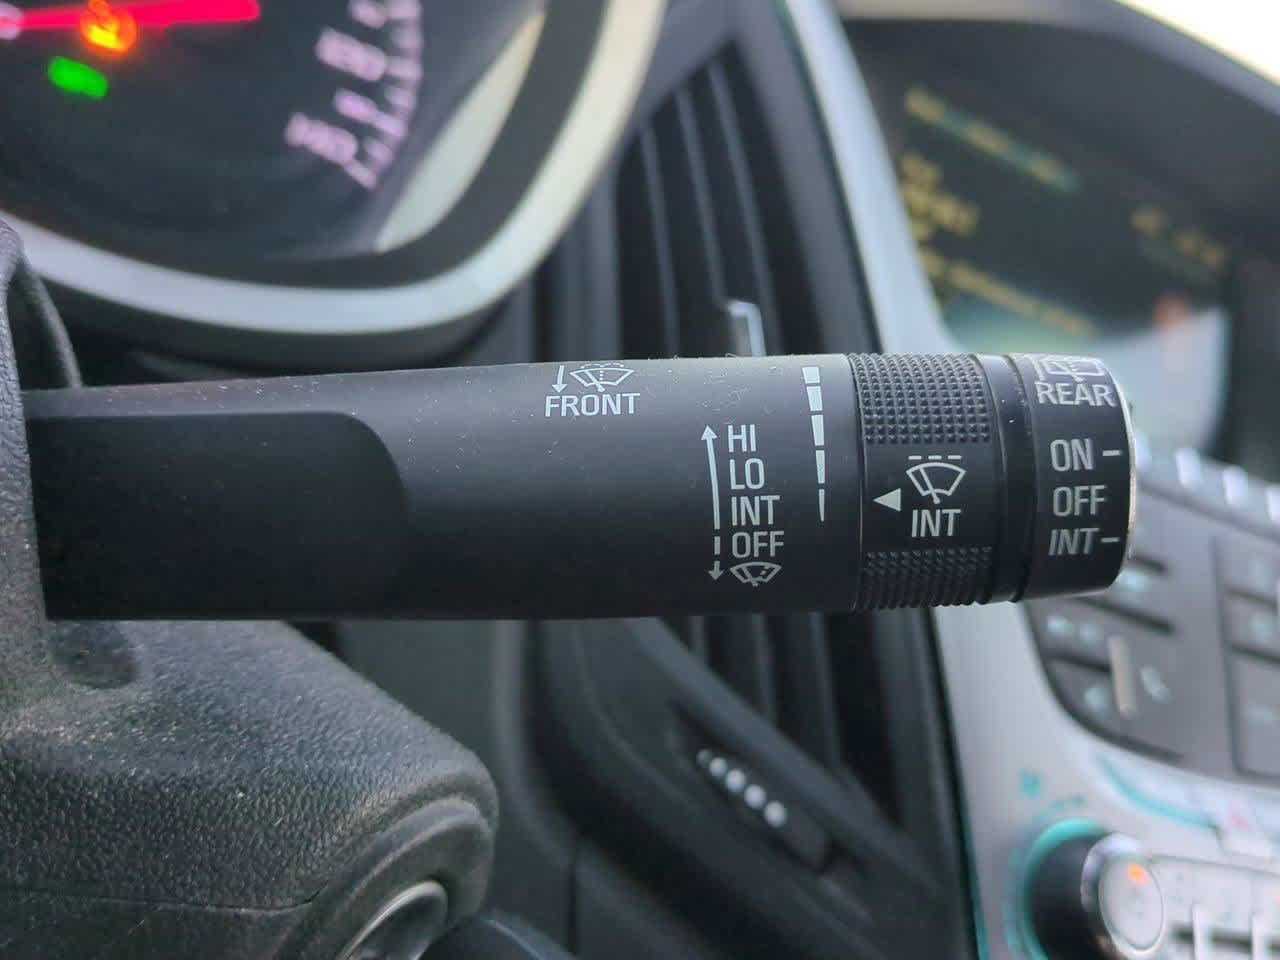 FRONT
HI
LO
INT
OFF
INT
REAR
ON
OFF
INT